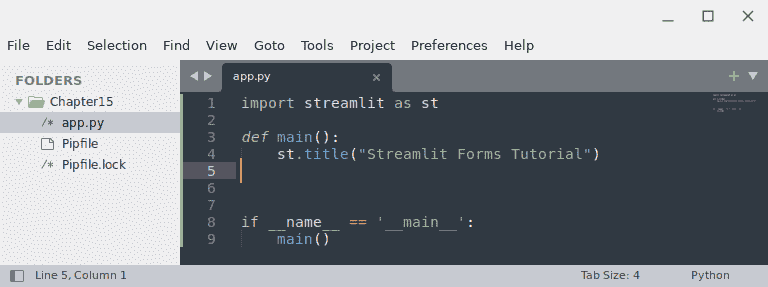 File Edit Selection Find View Goto Tools Project Preferences Help
FOLDERS
Chapter15
/* app.py
Pipfile
/* Pipfile.lock
app.py ×
1 import streamlit as st
2
3 def main():
4     st.title("Streamlit Forms Tutorial")
5
6
7
8 if __name__ == '__main__':
9     main()
Line 5, Column 1 Tab Size: 4 Python